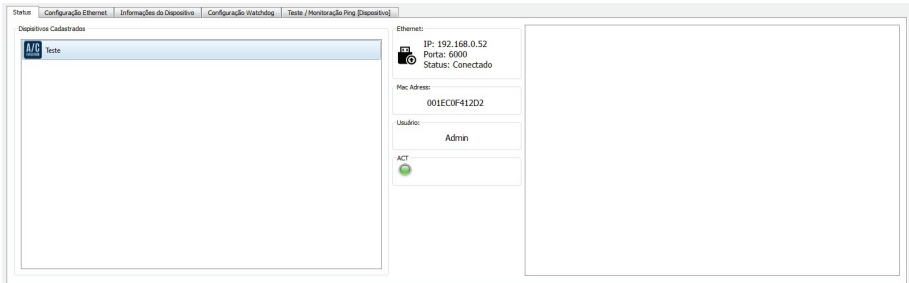 Status
Configuração Ethernet
Informações do Dispositivo
Configuração Watchdog
Teste / Monitoração Ping [Dispositivo]
Dispistivos Cadastrados
A/C
Teste
Ethernet:
IP: 192.168.0.52
Porta: 6000
Status: Conectado
Mac Adress:
001EC0F412D2
Usuário:
Admin
ACT